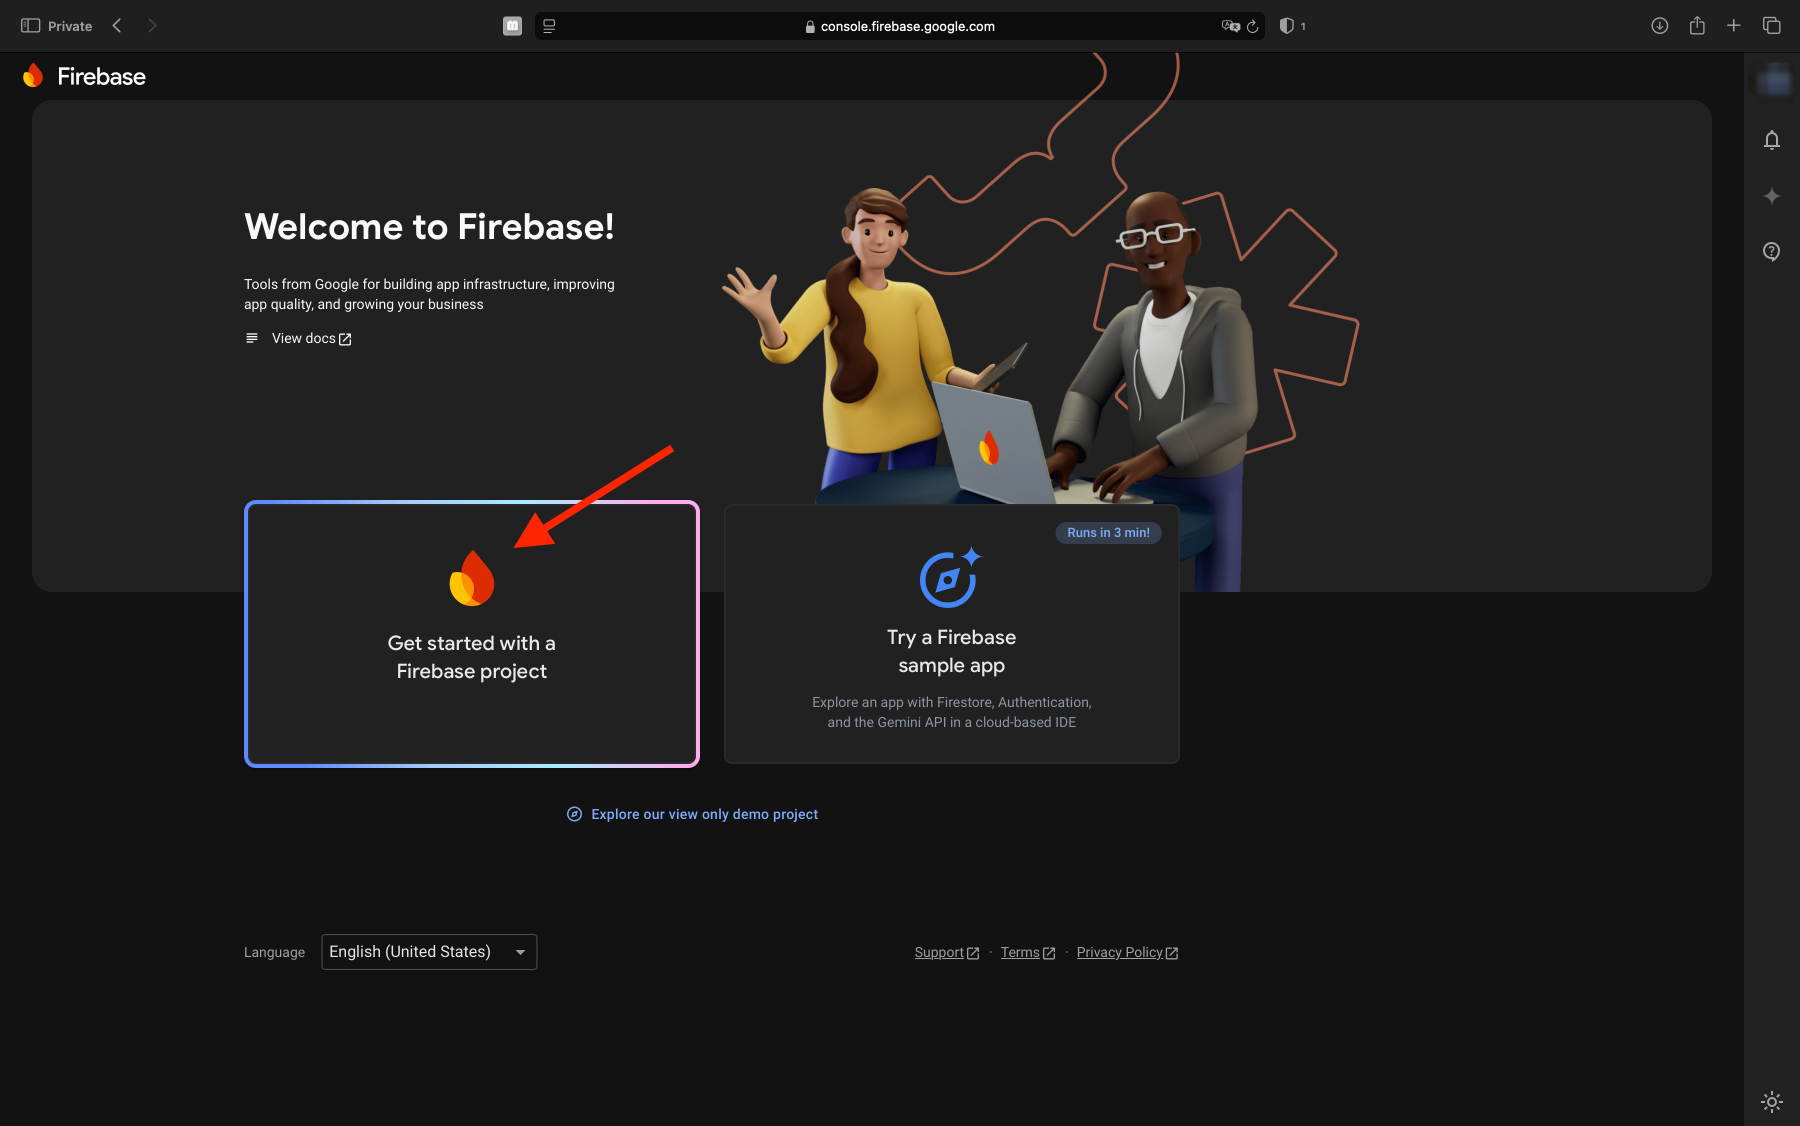 Private
console.firebase.google.com
1
Firebase
Welcome to Firebase!
Tools from Google for building app infrastructure, improving
app quality, and growing your business
View docs
Runs in 3 min!
Get started with a
Firebase project
Try a Firebase
sample app
Explore an app with Firestore, Authentication,
and the Gemini API in a cloud-based IDE
Explore our view only demo project
Language
English (United States)
Support · Terms · Privacy Policy